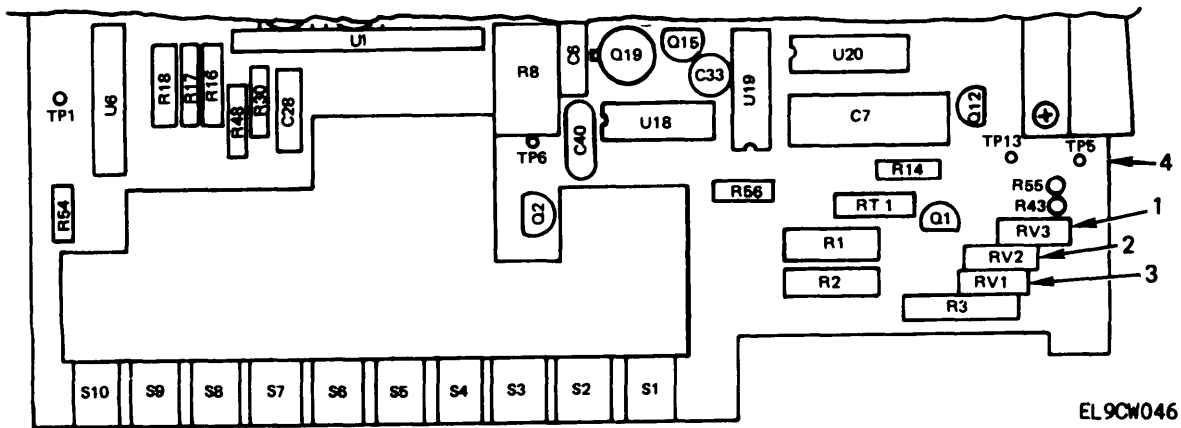 U1
Q15
C6
Q19
R8
C33
U19
U20
U6
R18
R17
R16
R30
R48
C28
TP1
U18
C7
Q12
C40
TP6
TP13
TP5
4
R14
R55
R56
R54
RT 1
R43
Q2
Q1
1
RV3
R1
2
RV2
R2
RV1
3
R3
S10
S9
S8
S7
S6
S5
S4
S3
S2
S1
EL9CW046